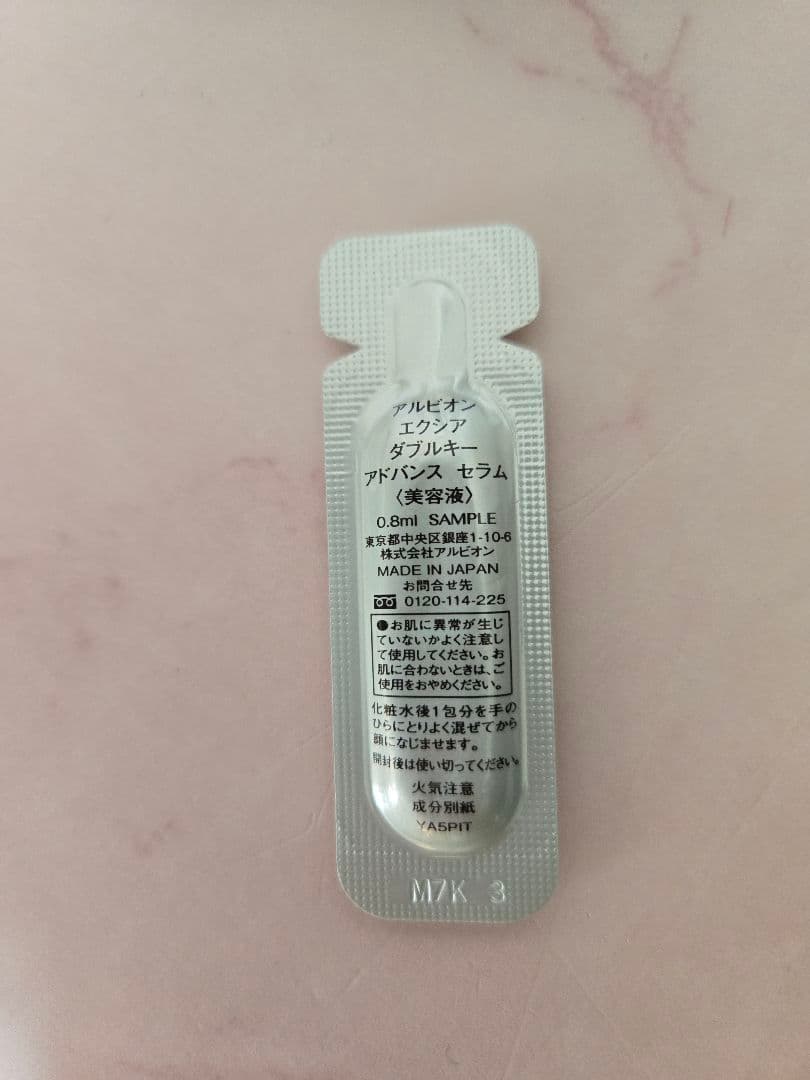 アルビオン
エクシア
ダブルキー
アドバンス セラム
〈美容液〉
0.8ml SAMPLE
東京都中央区銀座1-10-6
株式会社アルビオン
MADE IN JAPAN
お問合せ先
0120-114-225
●お肌に異常が生じ
ていないかよく注意し
て使用してください。お
肌に合わないときは、ご
使用をおやめください。
化粧水後1包分を手の
ひらにとりよく混ぜてから
顔になじませます。
開封後は使い切ってください。
火気注意
成分別紙
YA5PIT
M7K 3